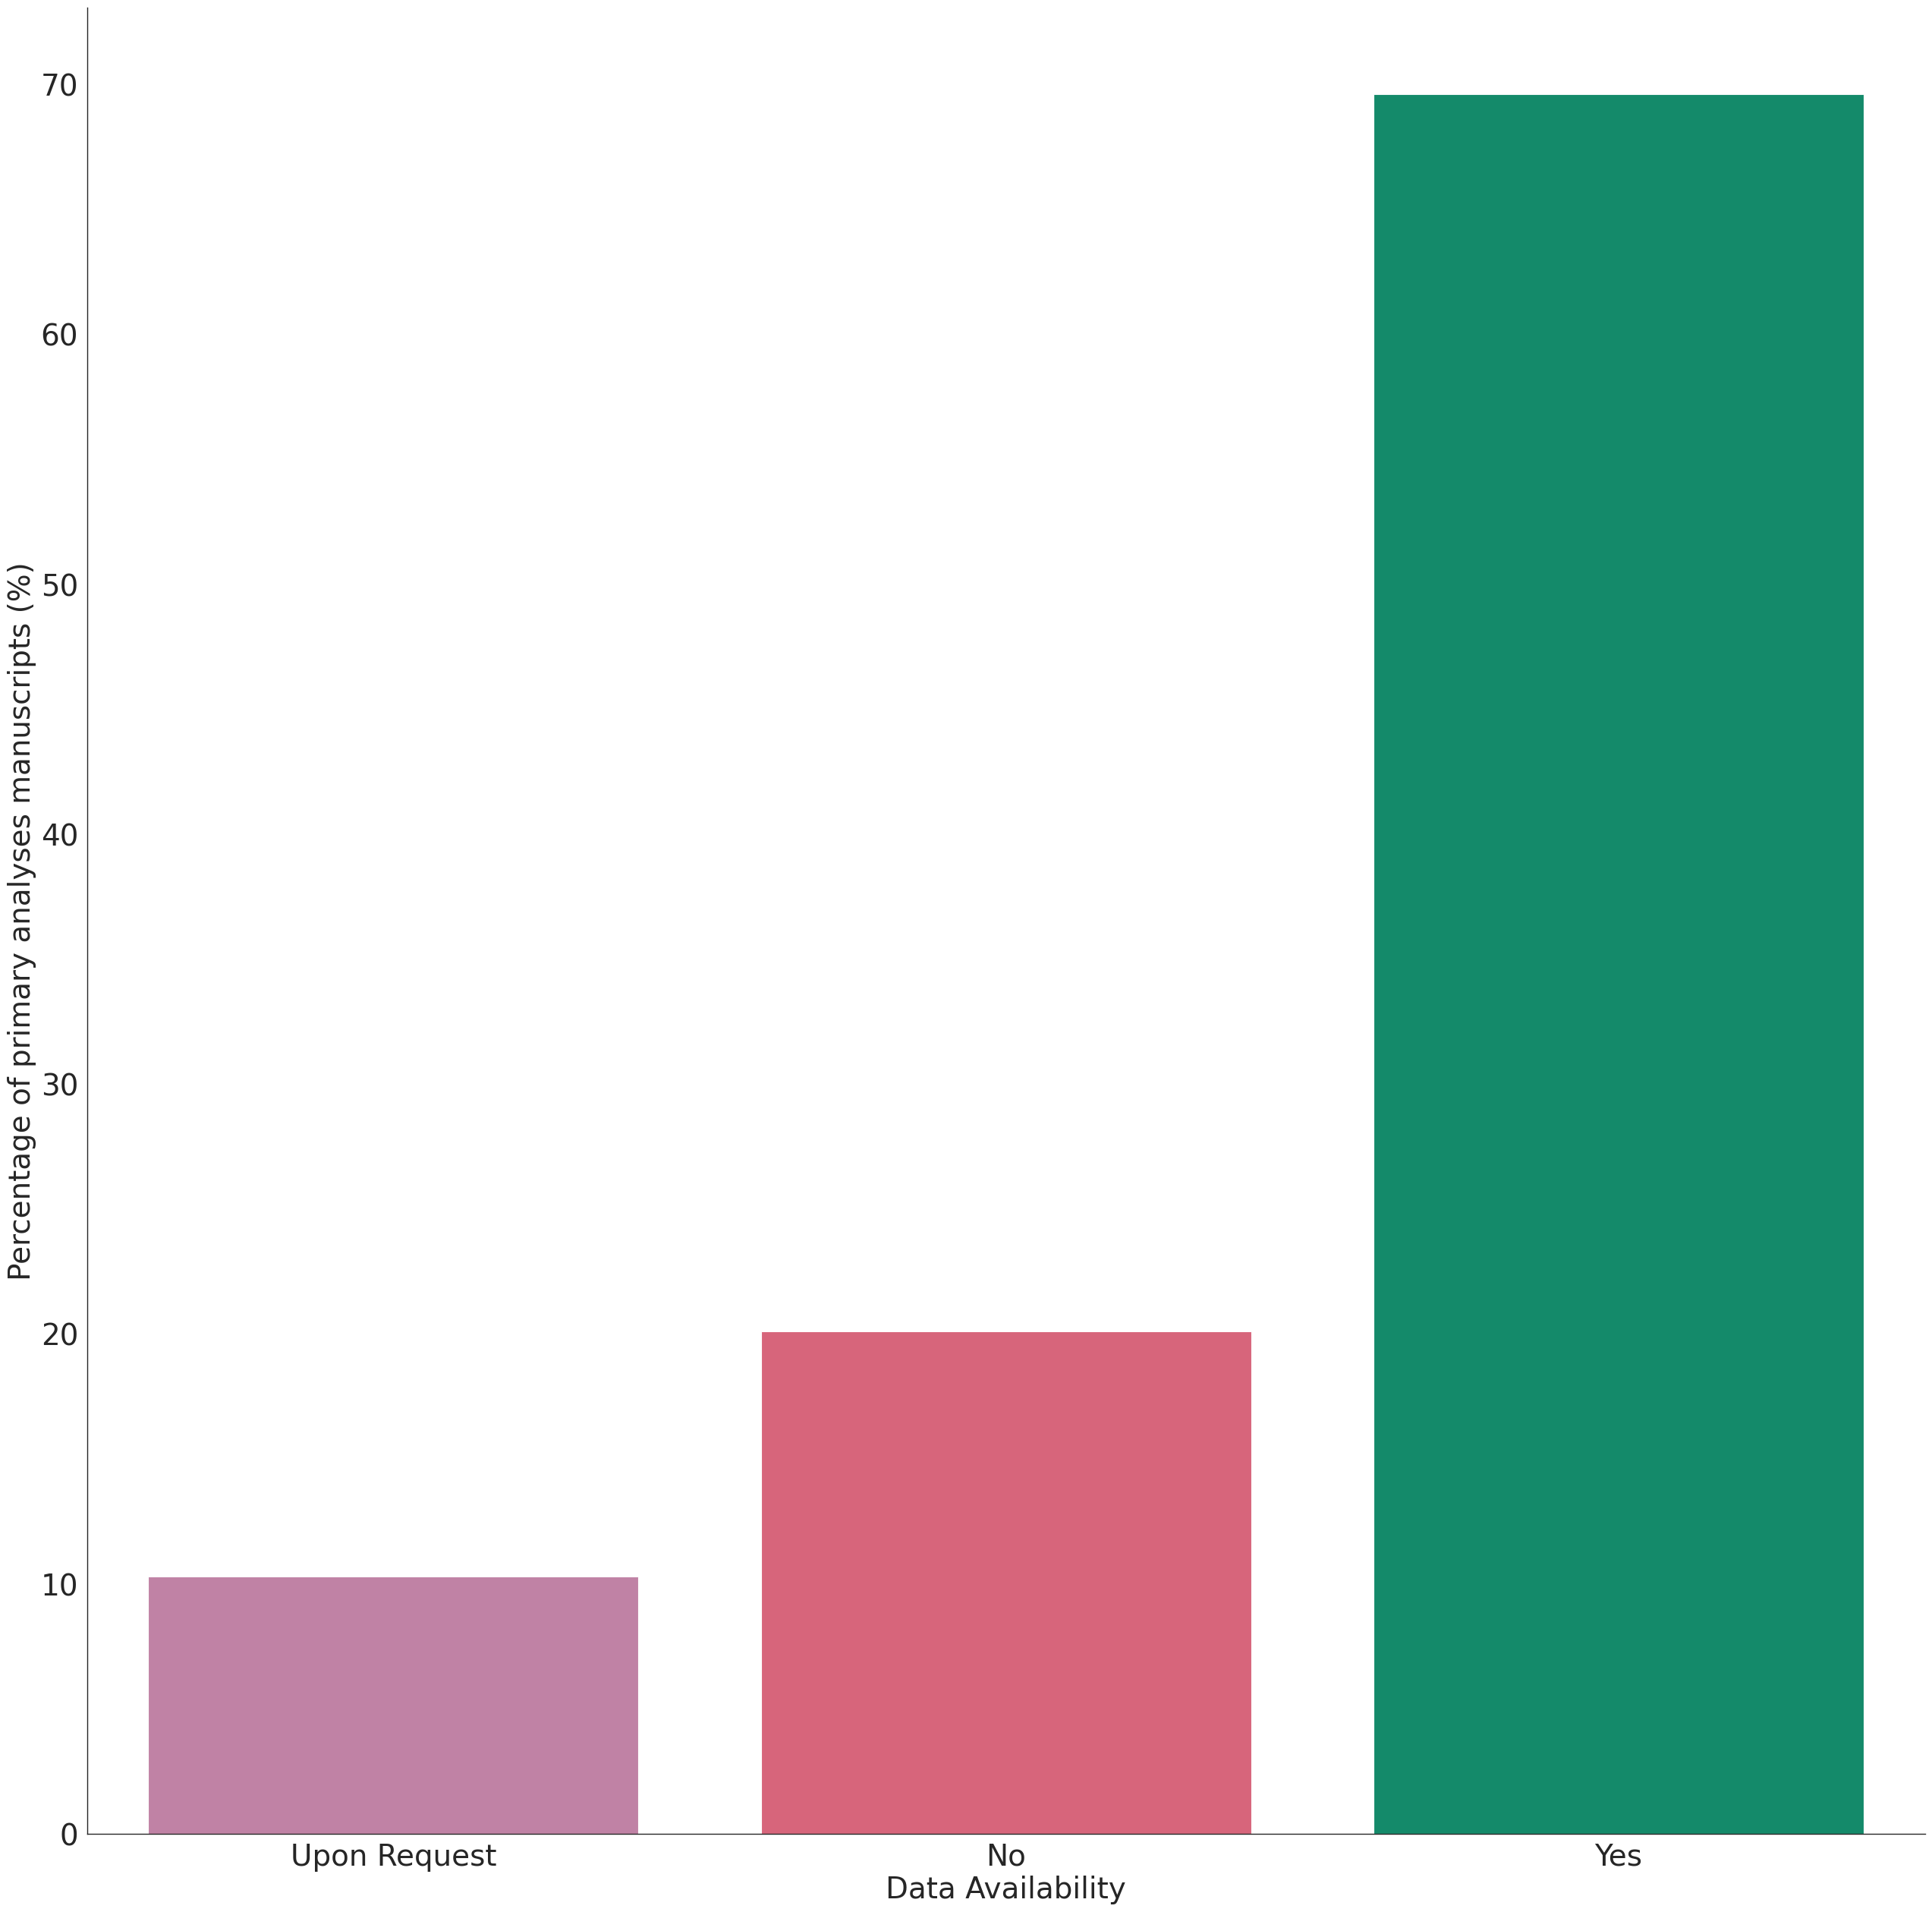 Percentage of primary analyses manuscripts (%)
70
60
50
40
30
20
10
0
Upon Request
No
Yes
Data Availability